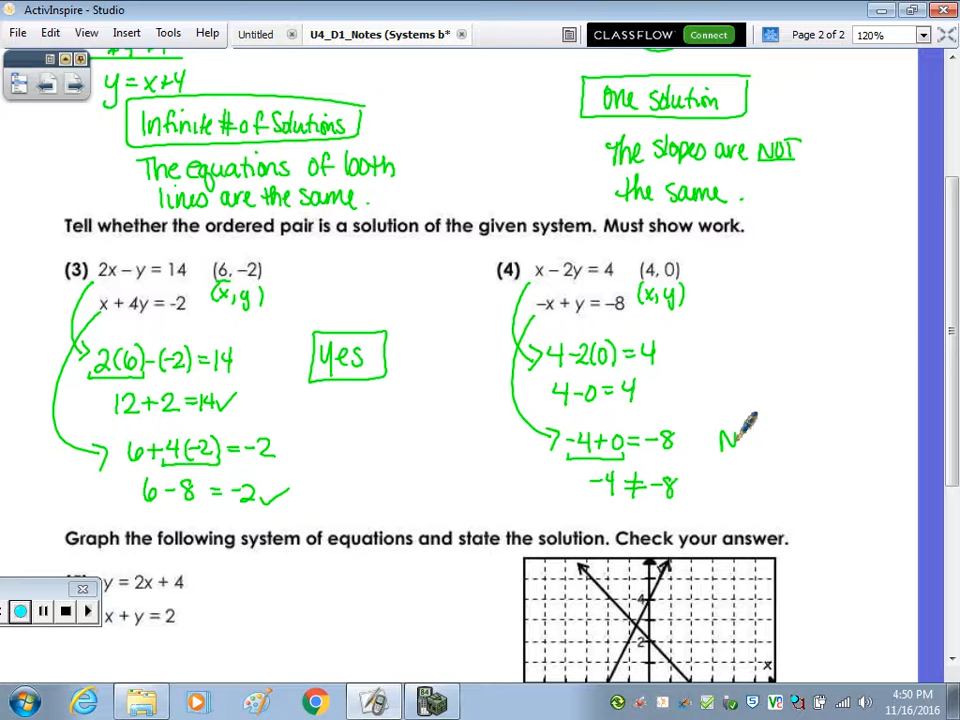 ActivInspire - Studio
File Edit View Insert Tools Help Untitled U4_D1_Notes (Systems b* CLASSFLOW Connect Page 2 of 2 120%
y = x+4
Infinite # of Solutions
The equations of both
lines are the same.
One solution
The slopes are NOT
the same.
Tell whether the ordered pair is a solution of the given system. Must show work.
(3) 2x – y = 14 (6, –2)
x + 4y = -2 (x, y)
2(6)-(-2)=14
12+2=14✓
6+4(-2)=-2
6-8 = -2✓
Yes
(4) x – 2y = 4 (4, 0)
–x + y = –8 (x, y)
4-2(0)=4
4-0=4
-4+0=-8
-4≠-8
N
Graph the following system of equations and state the solution. Check your answer.
y = 2x + 4
x + y = 2
4
2
x
84
4:50 PM
11/16/2016